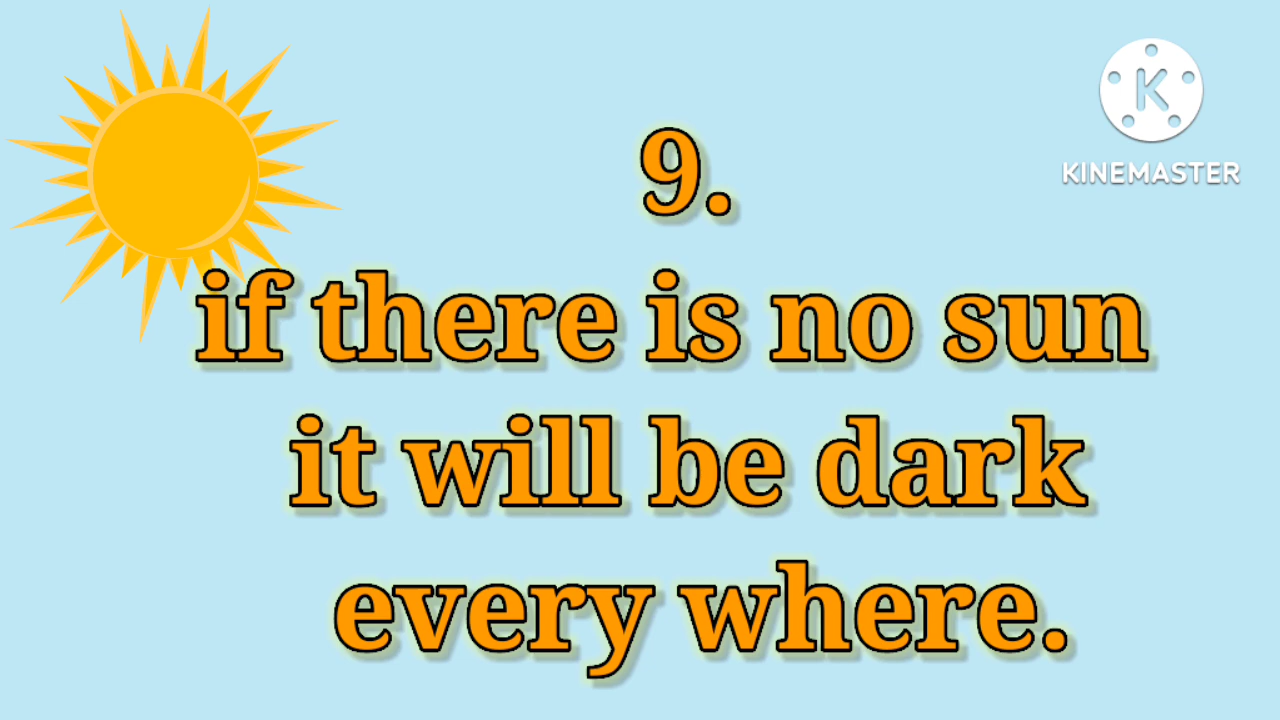 K
KINEMASTER
9.
if there is no sun
it will be dark
every where.